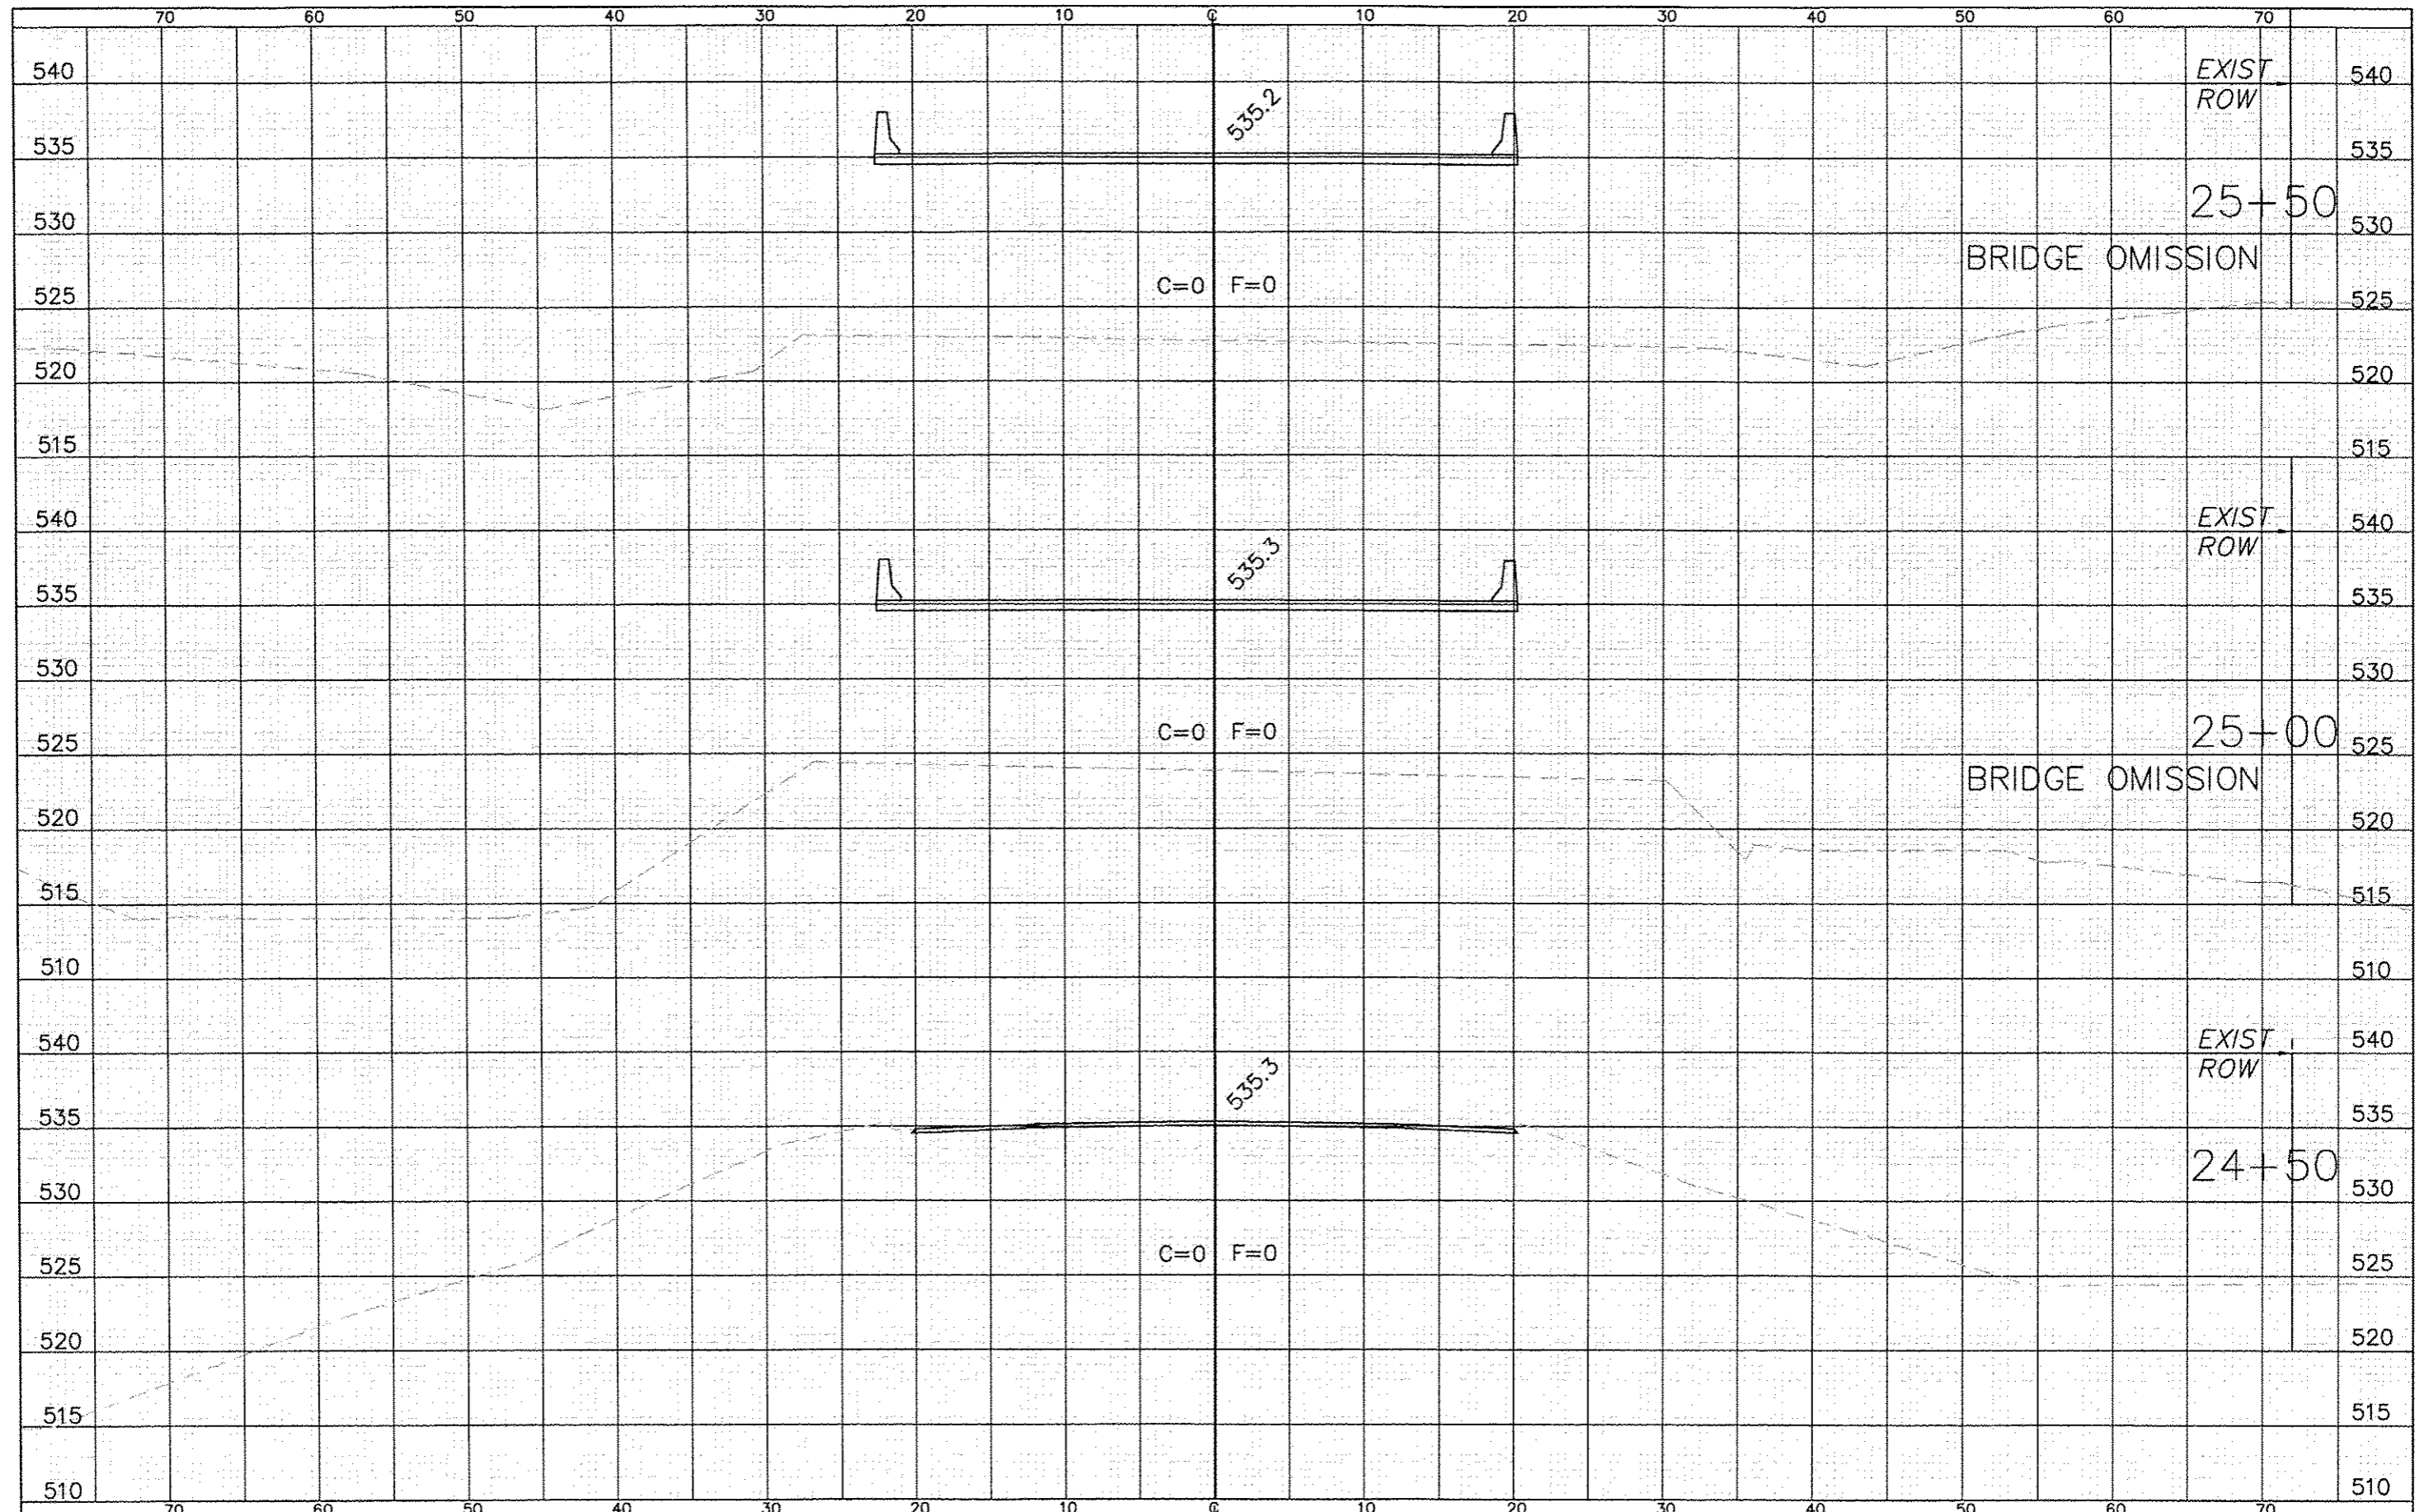 70 60 50 40 30 20 10 ℄ 10 20 30 40 50 60 70
540 EXIST 540
ROW
535.2
535 535
25+50
530 530
BRIDGE OMISSION
C=0 F=0
525 525
520 520
515 515
540 EXIST 540
ROW
535.3
535 535
530 530
C=0 F=0 25+00
525 525
BRIDGE OMISSION
520 520
515 515
510 510
540 EXIST 540
ROW
535.3
535 535
24+50
530 530
C=0 F=0
525 525
520 520
515 515
510 510
70 60 50 40 30 20 10 ℄ 10 20 30 40 50 60 70